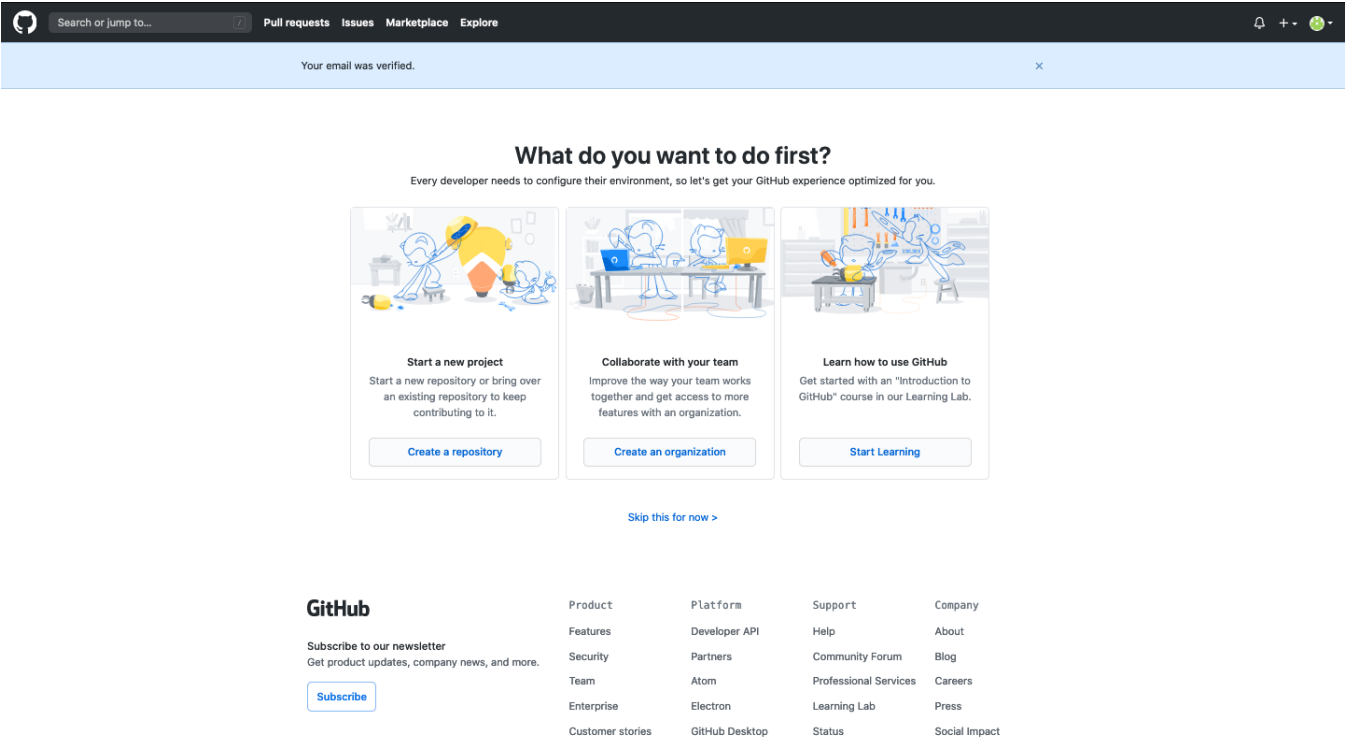 Search or jump to...
/
Pull requests
Issues
Marketplace
Explore
Your email was verified.
What do you want to do first?
Every developer needs to configure their environment, so let's get your GitHub experience optimized for you.
Start a new project
Start a new repository or bring over
an existing repository to keep
contributing to it.
Create a repository
Collaborate with your team
Improve the way your team works
together and get access to more
features with an organization.
Create an organization
Learn how to use GitHub
Get started with an "Introduction to
GitHub" course in our Learning Lab.
Start Learning
Skip this for now >
GitHub
Subscribe to our newsletter
Get product updates, company news, and more.
Subscribe
Product
Features
Security
Team
Enterprise
Customer stories
Platform
Developer API
Partners
Atom
Electron
GitHub Desktop
Support
Help
Community Forum
Professional Services
Learning Lab
Status
Company
About
Blog
Careers
Press
Social Impact